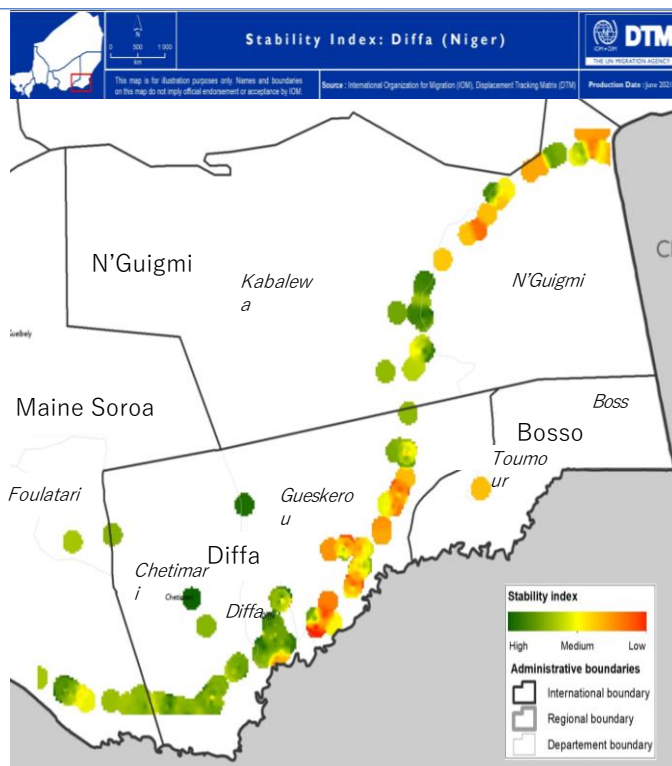 N
Stability Index: Diffa (Niger)
0 500 1 000
IOM•OIM
DTM
THE UN MIGRATION AGENCY
This map is for illustration purposes only. Names and boundaries
on this map do not imply official endorsement or acceptance by IOM.
Source : International Organization for Migration (IOM), Displacement Tracking Matrix (DTM)
Production Date : June 202
N'Guigmi
Kabalew
a
N'Guigmi
C
Maine Soroa
Boss
Bosso
Toumo
ur
Foulatari
Gueskero
u
Diffa
Chetimar
i
Diffa
Stability index
High Medium Low
Administrative boundaries
International boundary
Regional boundary
Departement boundary